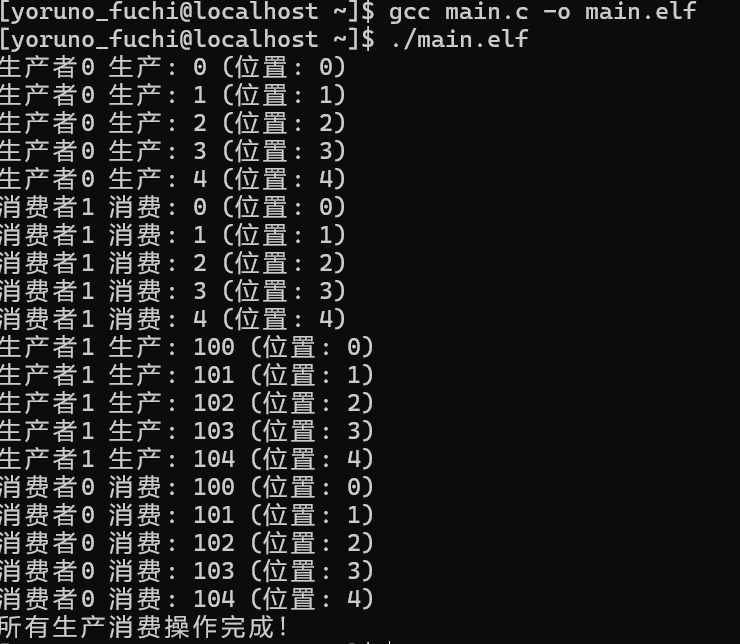 [yoruno_fuchi@localhost ~]$ gcc main.c -o main.elf
[yoruno_fuchi@localhost ~]$ ./main.elf
生产者0 生产: 0 (位置: 0)
生产者0 生产: 1 (位置: 1)
生产者0 生产: 2 (位置: 2)
生产者0 生产: 3 (位置: 3)
生产者0 生产: 4 (位置: 4)
消费者1 消费: 0 (位置: 0)
消费者1 消费: 1 (位置: 1)
消费者1 消费: 2 (位置: 2)
消费者1 消费: 3 (位置: 3)
消费者1 消费: 4 (位置: 4)
生产者1 生产: 100 (位置: 0)
生产者1 生产: 101 (位置: 1)
生产者1 生产: 102 (位置: 2)
生产者1 生产: 103 (位置: 3)
生产者1 生产: 104 (位置: 4)
消费者0 消费: 100 (位置: 0)
消费者0 消费: 101 (位置: 1)
消费者0 消费: 102 (位置: 2)
消费者0 消费: 103 (位置: 3)
消费者0 消费: 104 (位置: 4)
所有生产消费操作完成!